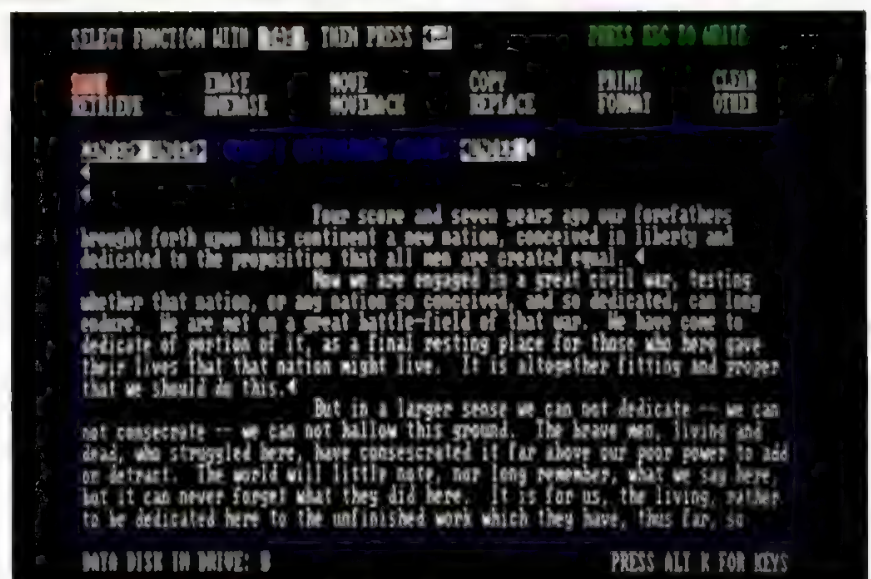 SELECT FUNCTION WITH THEN PRESS PRESS ESC TO WRITE
SAVE ERASE MOVE COPY PRINT CLEAR
RETRIEVE UNERASE MOVEBACK REPLACE FORMAT OTHER
Four score and seven years ago our forefathers
brought forth upon this continent a new nation, conceived in liberty and
dedicated to the proposition that all men are created equal.
Now we are engaged in a great civil war, testing
whether that nation, or any nation so conceived, and so dedicated, can long
endure. We are met on a great battle-field of that war. We have come to
dedicate of portion of it, as a final resting place for those who here gave
their lives that that nation might live. It is altogether fitting and proper
that we should do this.
But in a larger sense we can not dedicate -- we can
not consecrate -- we can not hallow this ground. The brave men, living and
dead, who struggled here, have consescrated it far above our poor power to add
or detract. The world will littly note, nor long remember, what we say here,
but it can never forget what they did here. It is for us, the living, rather
to be dedicated here to the unfinished work which they have, thus far, so
DATA DISK IN DRIVE: B PRESS ALT K FOR KEYS